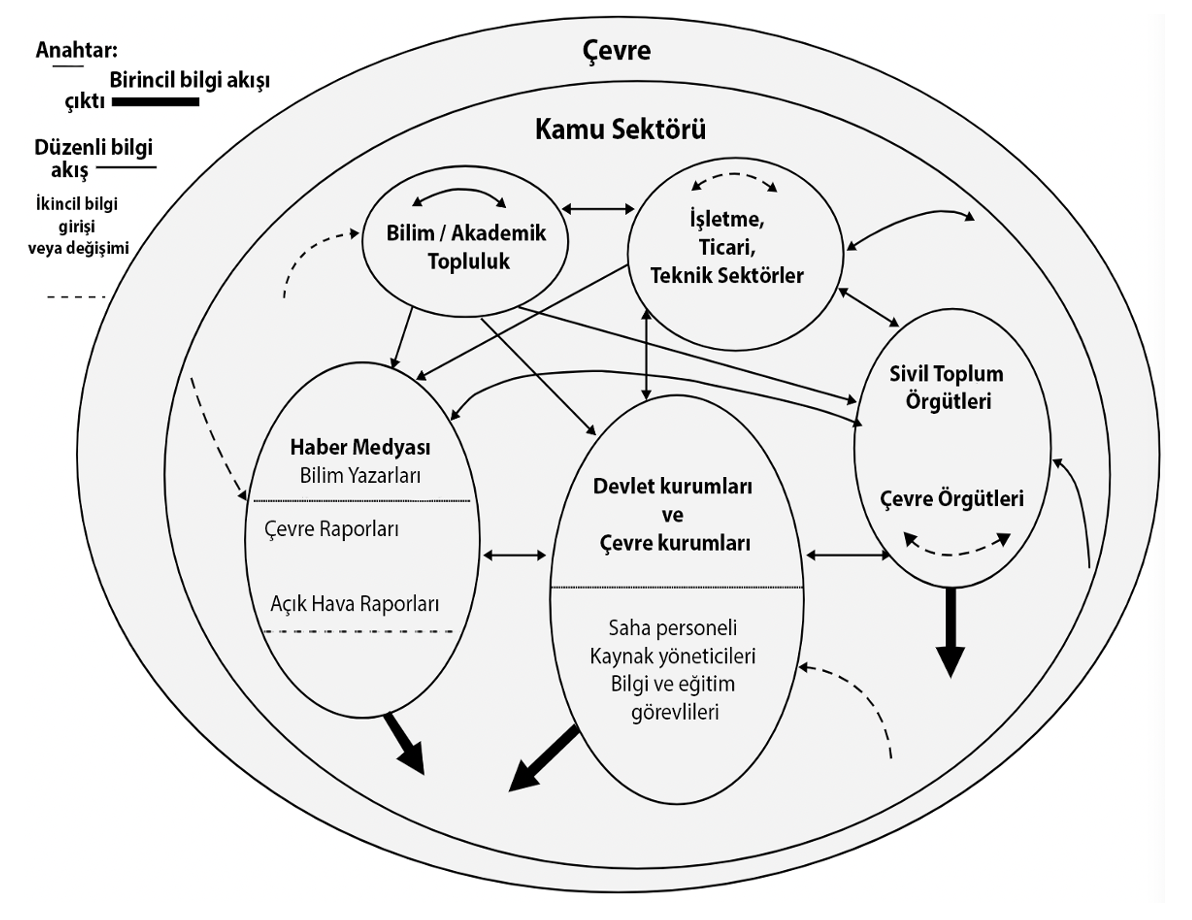 Anahtar:
Birincil bilgi akışı
çıktı
Düzenli bilgi
akış
İkincil bilgi
girişi
veya değişimi
Çevre
Kamu Sektörü
Bilim / Akademik
Topluluk
İşletme,
Ticari,
Teknik Sektörler
Sivil Toplum
Örgütleri
Çevre Örgütleri
Haber Medyası
Bilim Yazarları
Çevre Raporları
Açık Hava Raporları
Devlet kurumları
ve
Çevre kurumları
Saha personeli
Kaynak yöneticileri
Bilgi ve eğitim
görevlileri